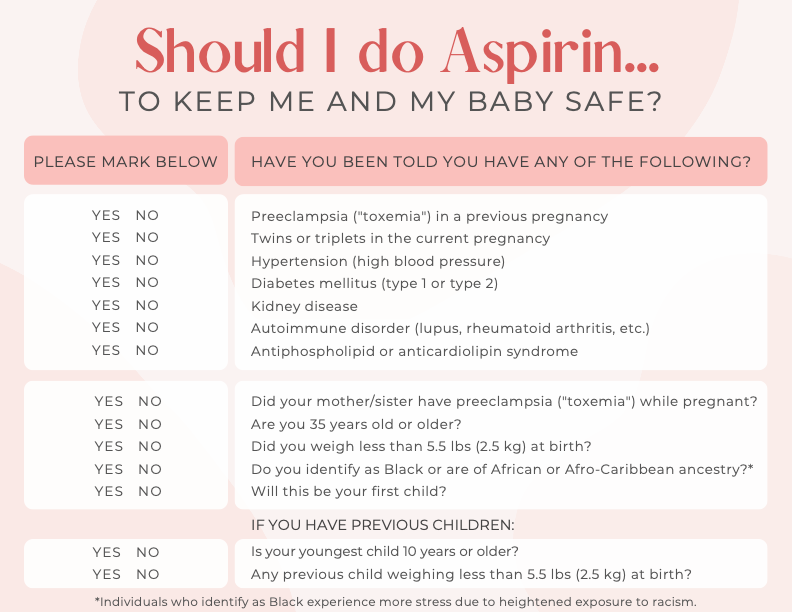 Should I do Aspirin...
TO KEEP ME AND MY BABY SAFE?
PLEASE MARK BELOW HAVE YOU BEEN TOLD YOU HAVE ANY OF THE FOLLOWING?
YES NO Preeclampsia ("toxemia") in a previous pregnancy
YES NO Twins or triplets in the current pregnancy
YES NO Hypertension (high blood pressure)
YES NO Diabetes mellitus (type 1 or type 2)
YES NO Kidney disease
YES NO Autoimmune disorder (lupus, rheumatoid arthritis, etc.)
YES NO Antiphospholipid or anticardiolipin syndrome
YES NO Did your mother/sister have preeclampsia ("toxemia") while pregnant?
YES NO Are you 35 years old or older?
YES NO Did you weigh less than 5.5 lbs (2.5 kg) at birth?
YES NO Do you identify as Black or are of African or Afro-Caribbean ancestry?*
YES NO Will this be your first child?
IF YOU HAVE PREVIOUS CHILDREN:
YES NO Is your youngest child 10 years or older?
YES NO Any previous child weighing less than 5.5 lbs (2.5 kg) at birth?
*Individuals who identify as Black experience more stress due to heightened exposure to racism.